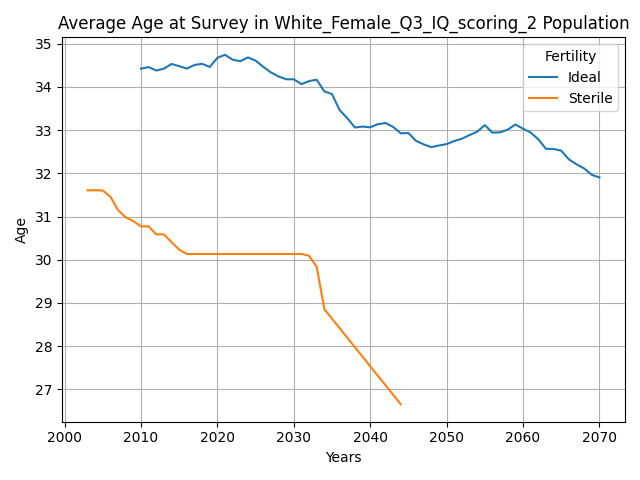 Average Age at Survey in White_Female_Q3_IQ_scoring_2 Population
Fertility
Ideal
Sterile
Age
35
34
33
32
31
30
29
28
27
2000 2010 2020 2030 2040 2050 2060 2070
Years